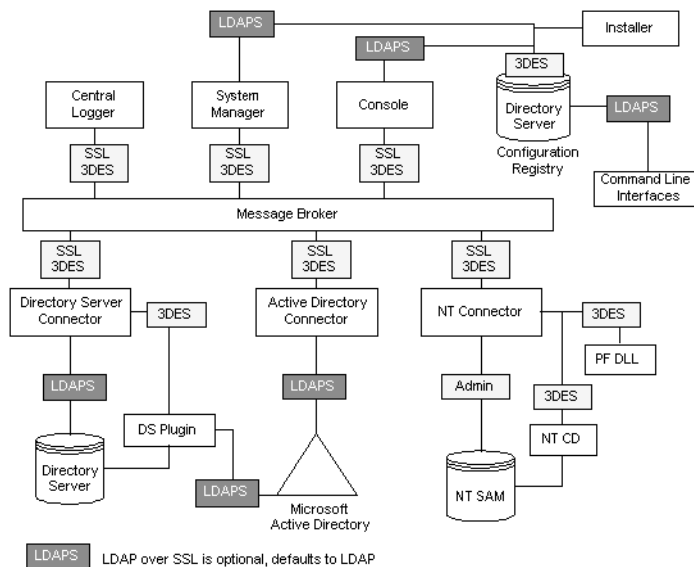 LDAPS
Installer
LDAPS
3DES
Central
Logger
System
Manager
Console
Directory
Server
LDAPS
Configuration
Registry
SSL
3DES
SSL
3DES
SSL
3DES
Command Line
Interfaces
Message Broker
SSL
3DES
SSL
3DES
SSL
3DES
Directory Server
Connector
3DES
Active Directory
Connector
NT Connector
3DES
PF DLL
LDAPS
LDAPS
Admin
3DES
DS Plugin
NT CD
Directory
Server
LDAPS
NT SAM
Microsoft
Active Directory
LDAPS
LDAP over SSL is optional, defaults to LDAP